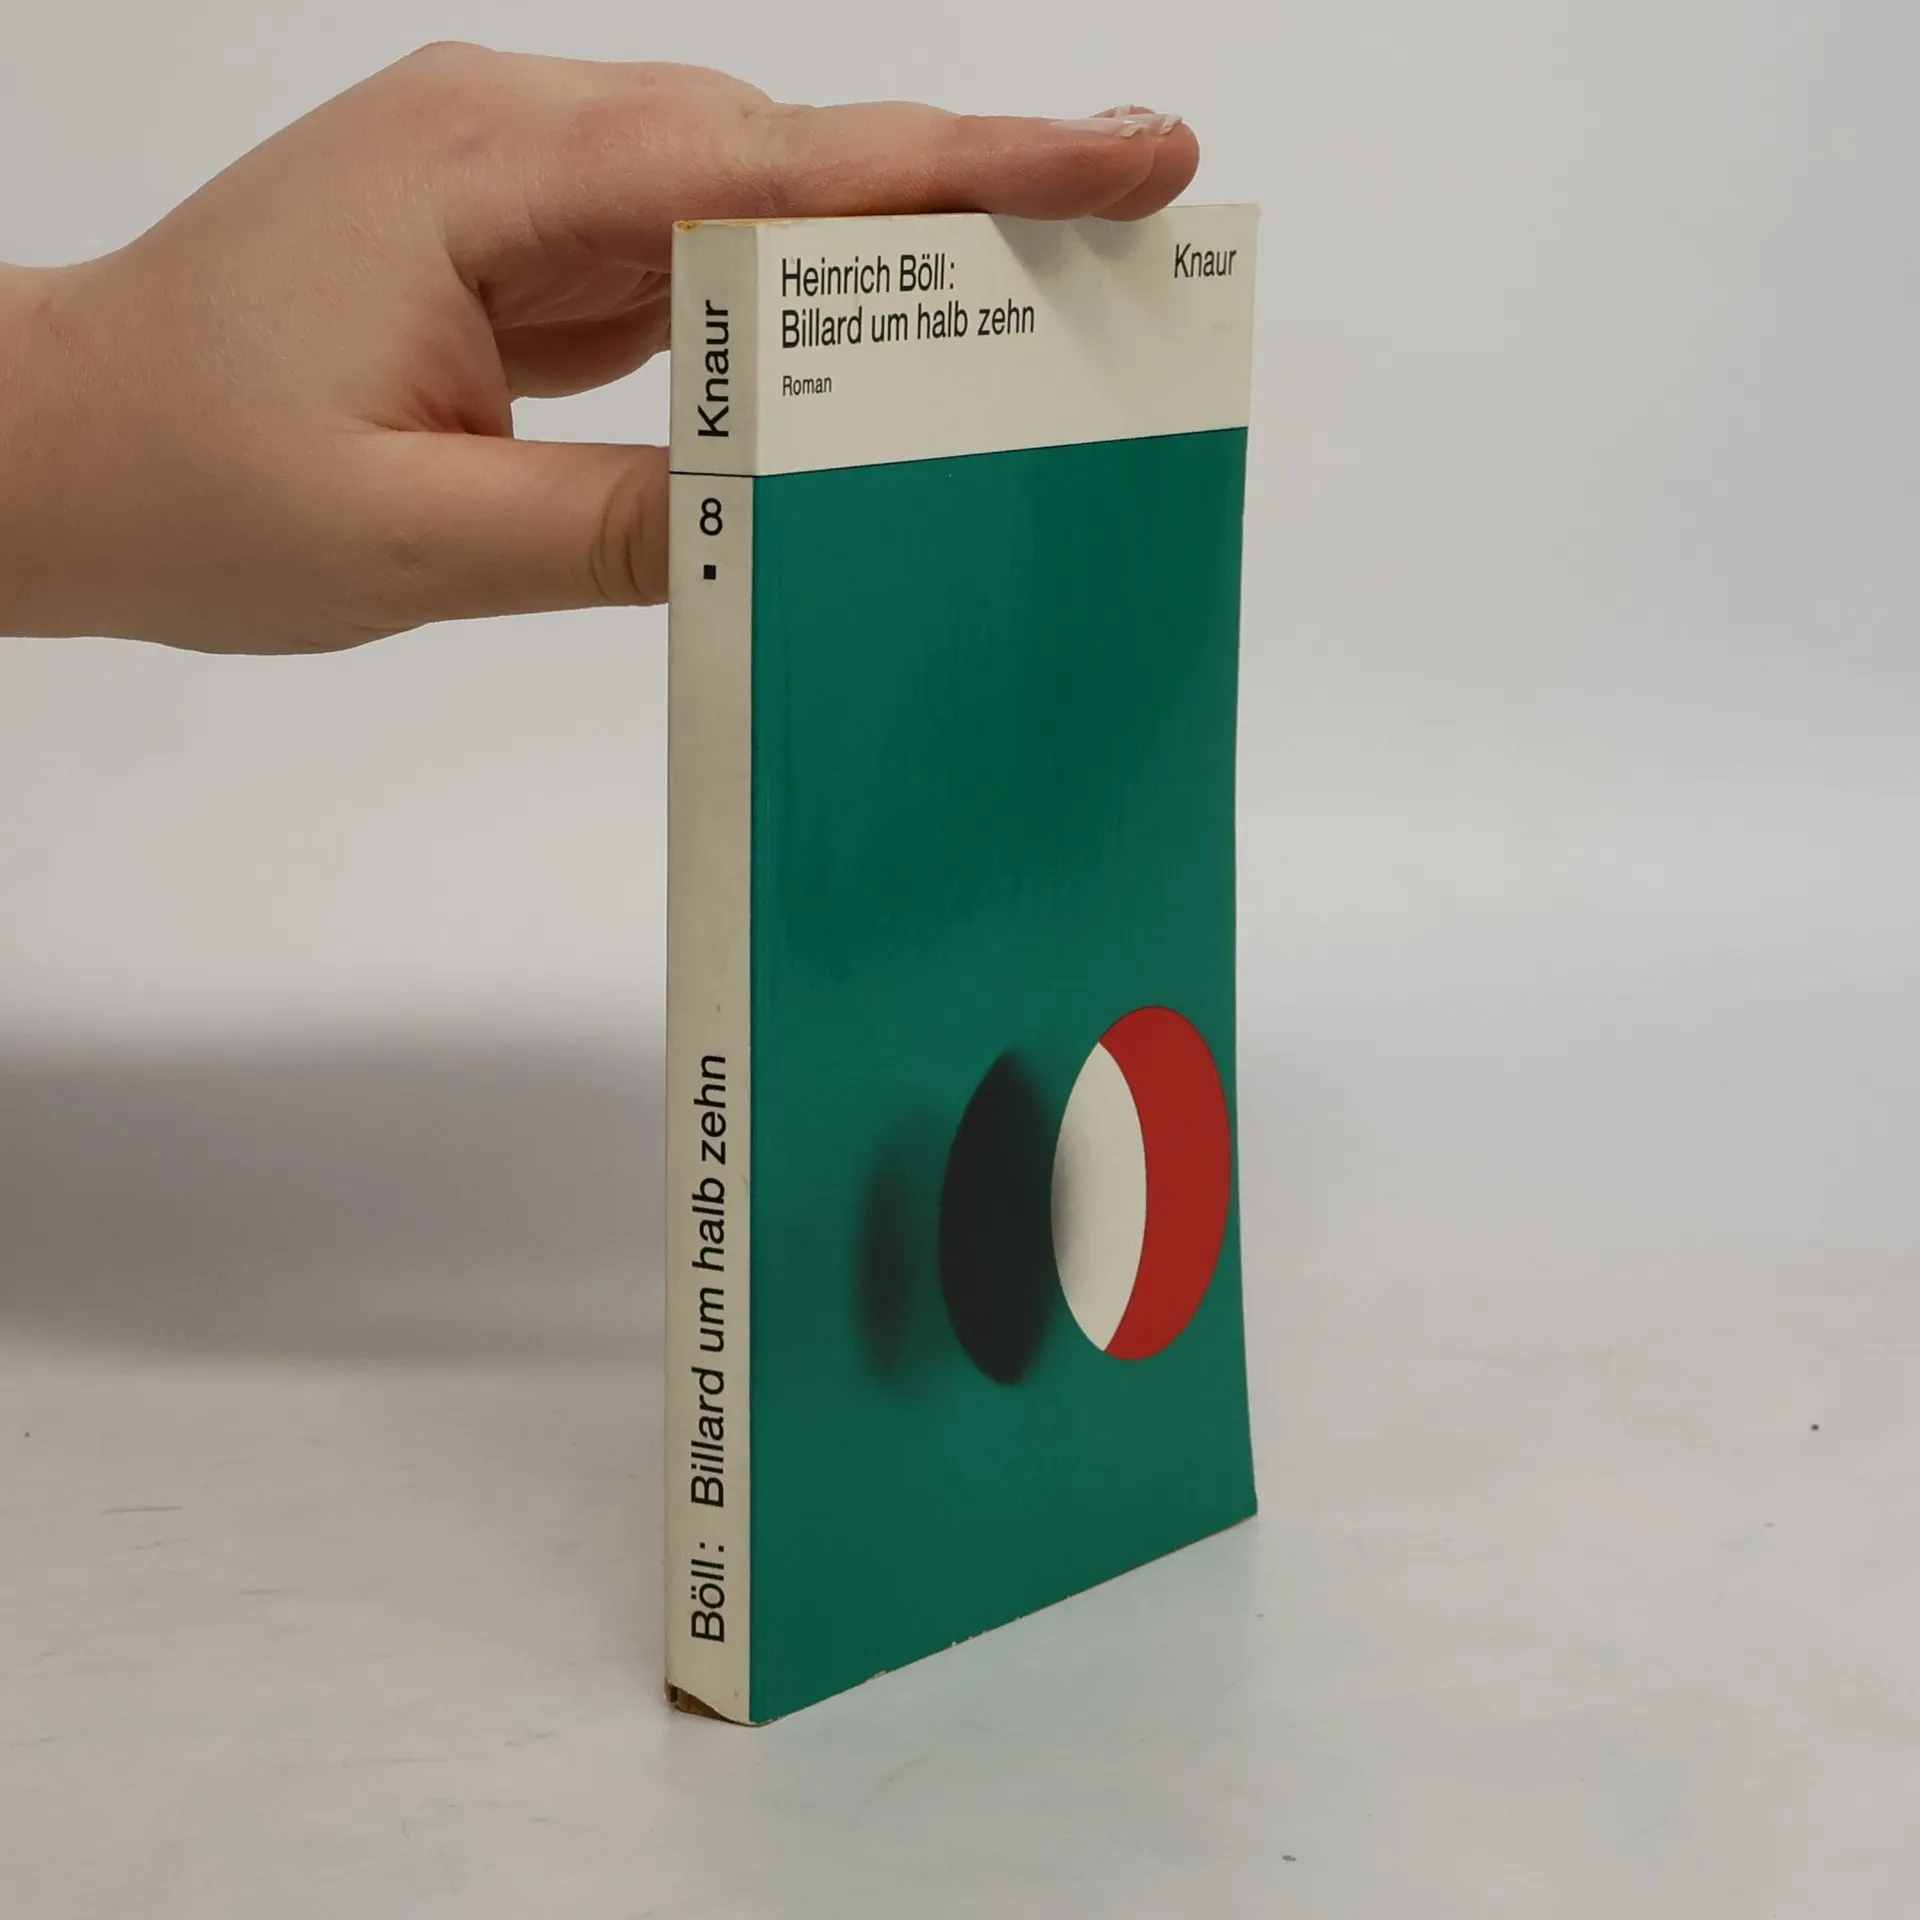 Heinrich Böll:
Billard um halb zehn
Roman
Knaur
Böll: Billard um halb zehn ▪ 8 Knaur